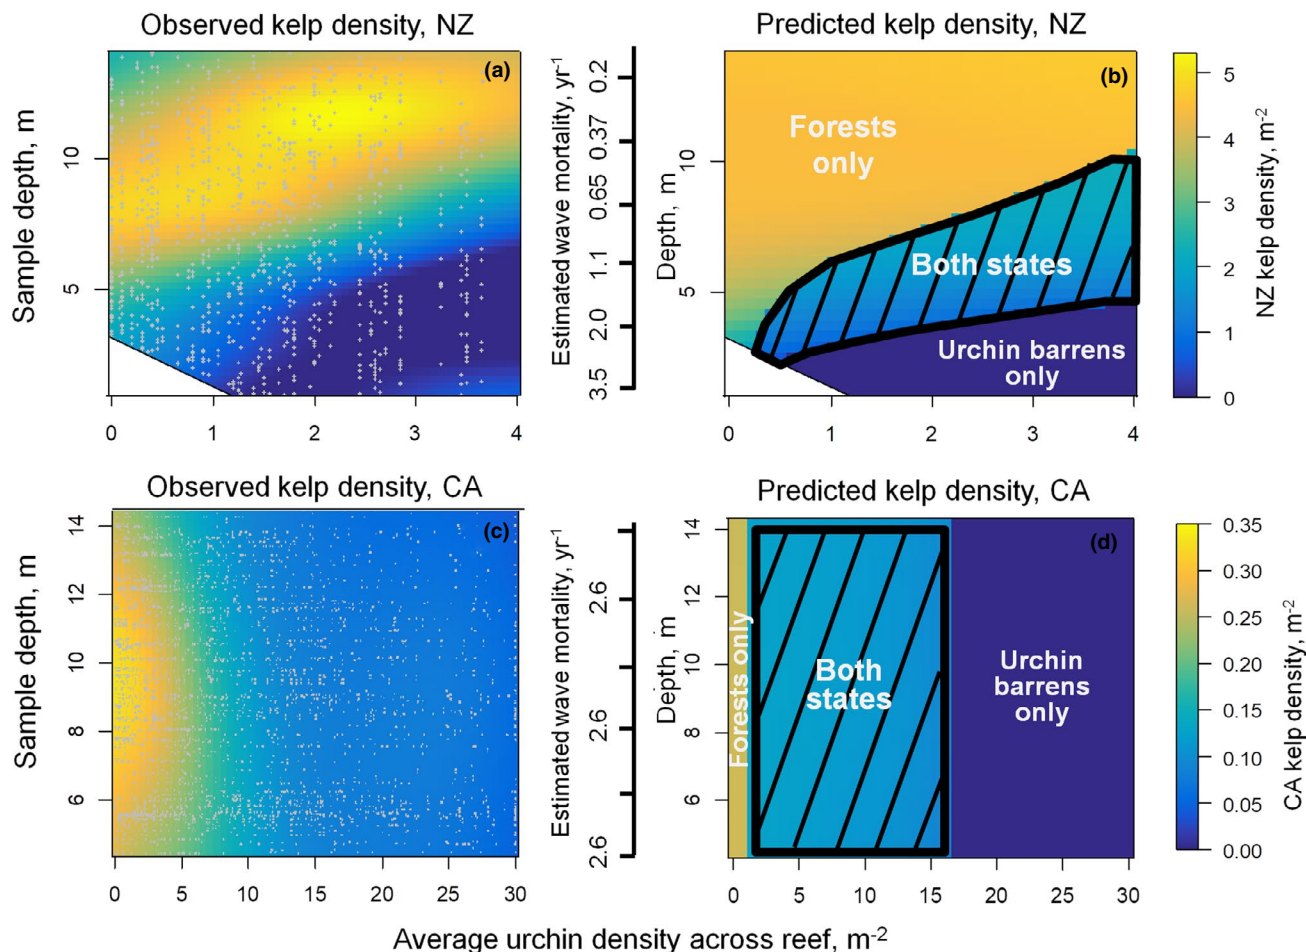 Observed kelp density, NZ
Predicted kelp density, NZ
(a)
(b)
Sample depth, m
10
5
0 1 2 3 4
Estimated wave mortality, yr-1
0.2
0.37
0.65
1.1
2.0
3.5
Depth, m
10
5
Forests
only
Both states
Urchin barrens
only
0 1 2 3 4
NZ kelp density, m-2
5
4
3
2
1
0
Observed kelp density, CA
Predicted kelp density, CA
(c)
(d)
Sample depth, m
14
12
10
8
6
0 5 10 15 20 25 30
Estimated wave mortality, yr-1
2.6
2.6
2.6
Depth, m
14
12
10
8
6
Forests only
Both
states
Urchin
barrens
only
0 5 10 15 20 25 30
CA kelp density, m-2
0.35
0.30
0.25
0.20
0.15
0.10
0.05
0.00
Average urchin density across reef, m-2